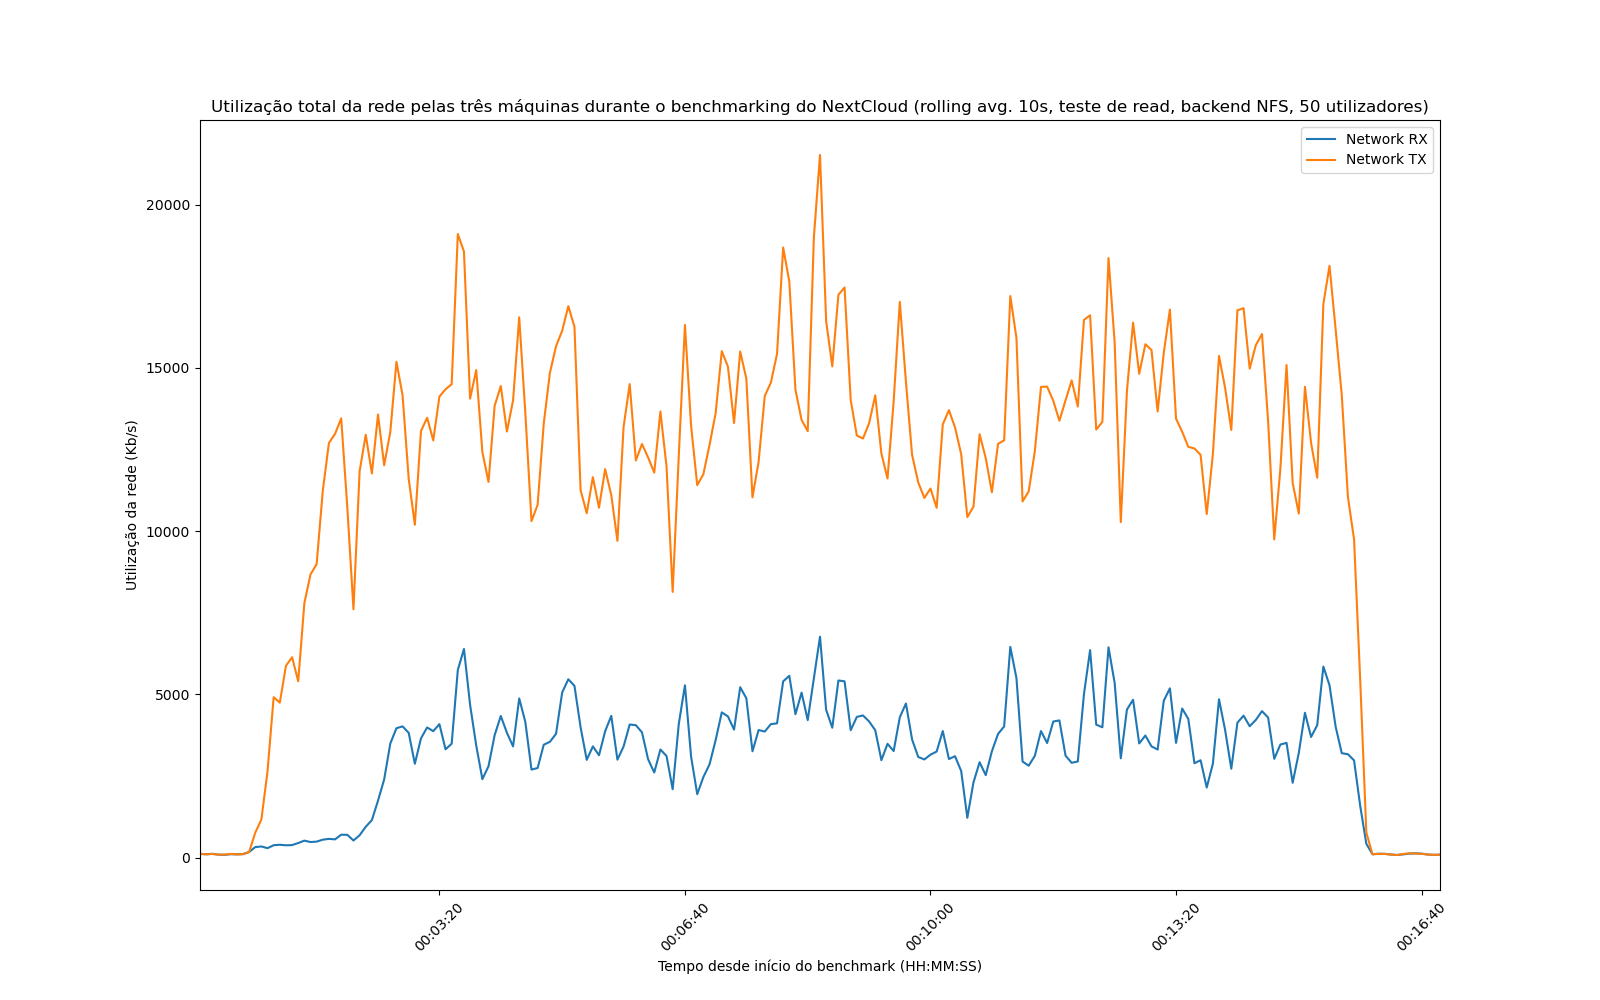 Utilização total da rede pelas três máquinas durante o benchmarking do NextCloud (rolling avg. 10s, teste de read, backend NFS, 50 utilizadores)
Network RX
Network TX
20000
15000
10000
5000
0
Utilização da rede (Kb/s)
00:03:20
00:06:40
00:10:00
00:13:20
00:16:40
Tempo desde início do benchmark (HH:MM:SS)